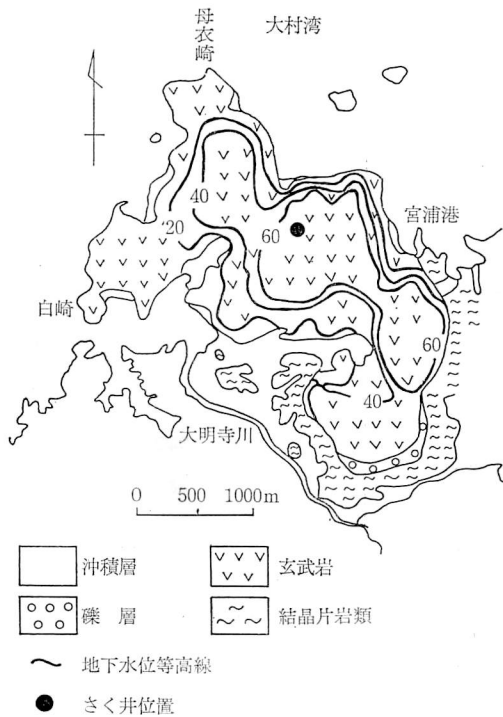 大村湾
母衣崎
40
20
60
宮浦港
白崎
60
40
大明寺川
0 500 1000m
沖積層
玄武岩
礫 層
結晶片岩類
地下水位等高線
さく井位置